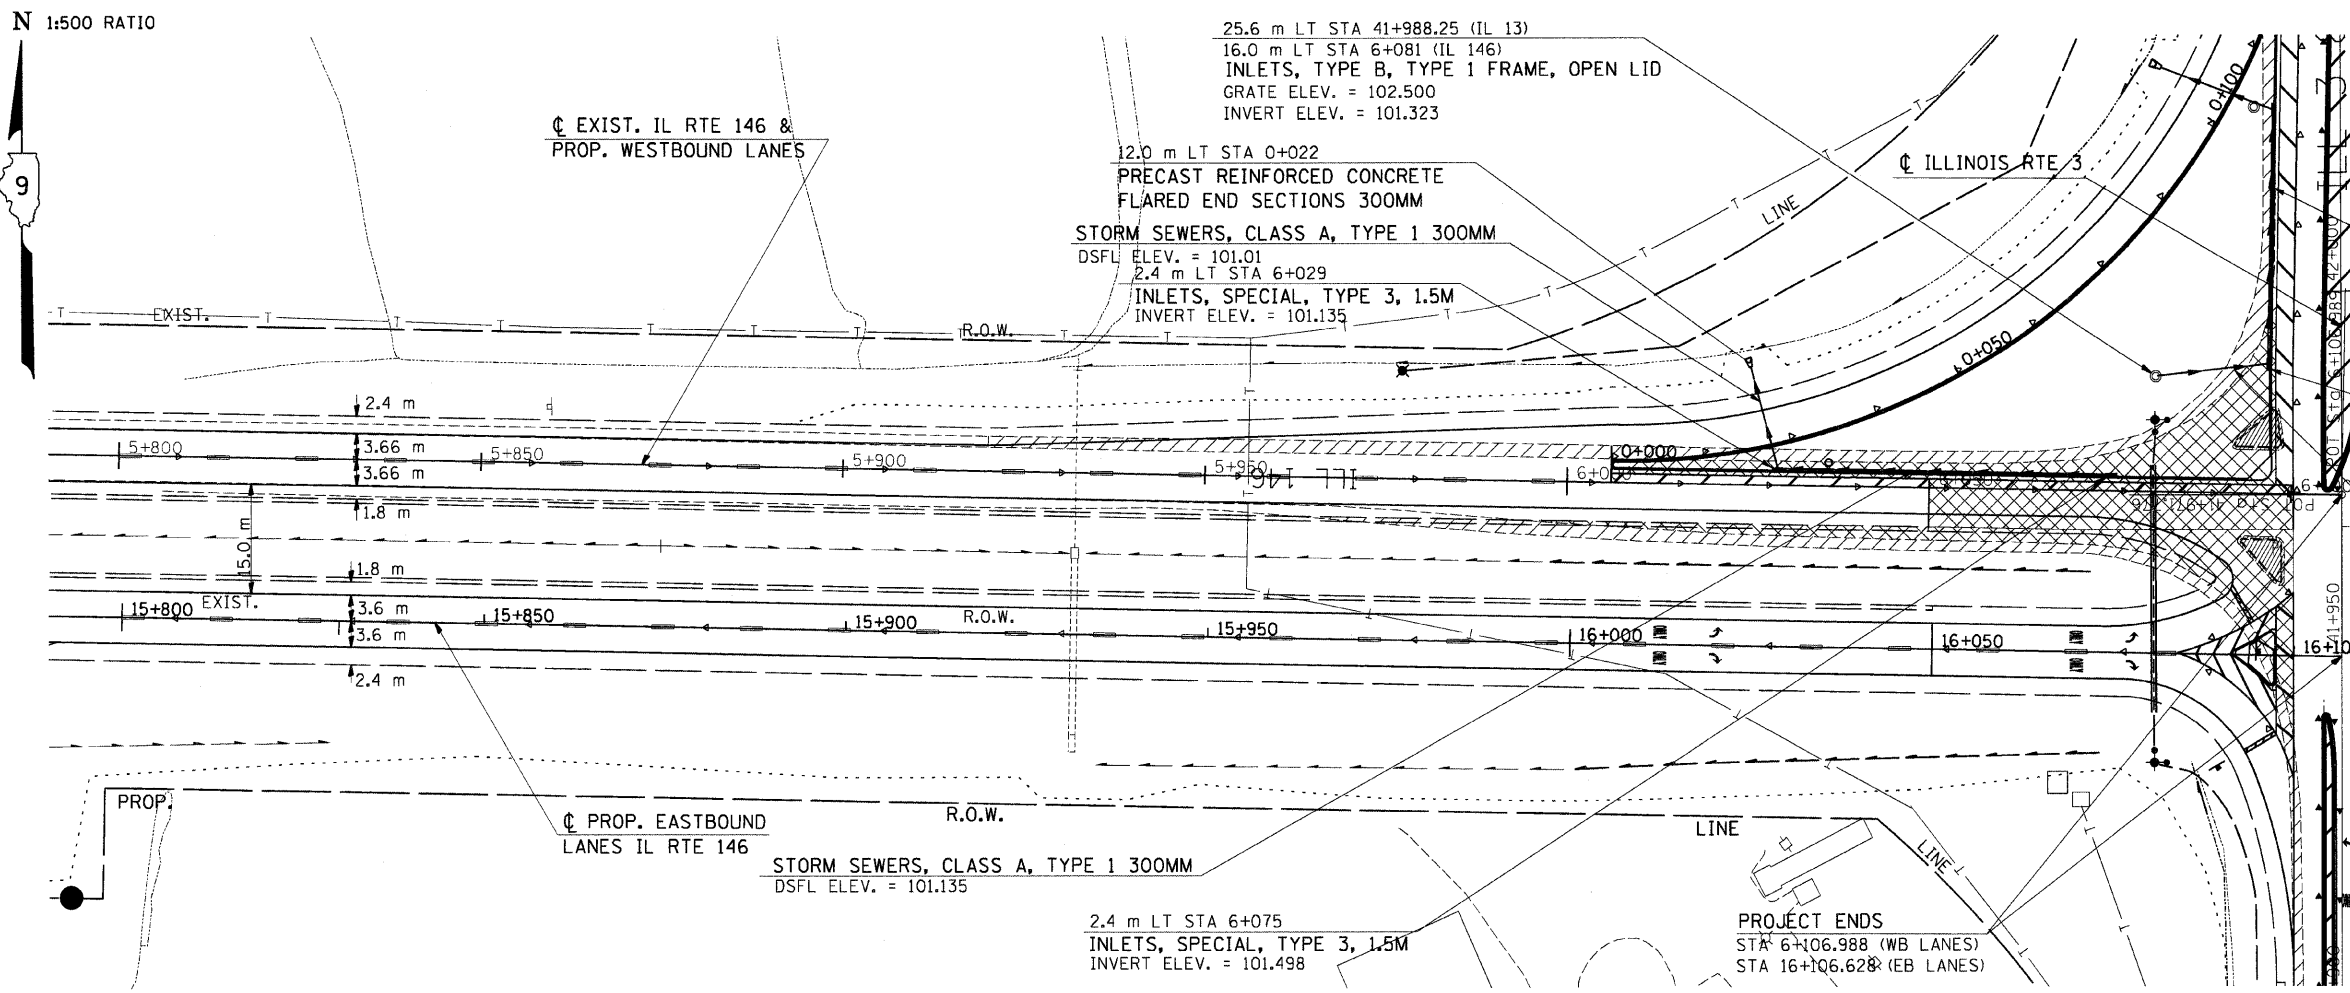 N 1:500 RATIO
9
25.6 m LT STA 41+988.25 (IL 13)
16.0 m LT STA 6+081 (IL 146)
INLETS, TYPE B, TYPE 1 FRAME, OPEN LID
GRATE ELEV. = 102.500
INVERT ELEV. = 101.323
℄ EXIST. IL RTE 146 &
PROP. WESTBOUND LANES
12.0 m LT STA 0+022
PRECAST REINFORCED CONCRETE
FLARED END SECTIONS 300MM
STORM SEWERS, CLASS A, TYPE 1 300MM
DSFL ELEV. = 101.01
2.4 m LT STA 6+029
INLETS, SPECIAL, TYPE 3, 1.5M
INVERT ELEV. = 101.135
0+100
℄ ILLINOIS RTE 3
LINE
42+000
EXIST.
R.O.W.
0+050
2.4 m
3.66 m
3.66 m
1.8 m
5+800
5+850
5+900
5+950
ILL 146
0+000
15.0 m
1.8 m
3.6 m
3.6 m
2.4 m
EXIST.
R.O.W.
15+800
15+850
15+900
15+950
16+000
16+050
16+10
41+950
PROP.
R.O.W.
LINE
LINE
℄ PROP. EASTBOUND
LANES IL RTE 146
STORM SEWERS, CLASS A, TYPE 1 300MM
DSFL ELEV. = 101.135
2.4 m LT STA 6+075
INLETS, SPECIAL, TYPE 3, 1.5M
INVERT ELEV. = 101.498
PROJECT ENDS
STA 6+106.988 (WB LANES)
STA 16+106.628 (EB LANES)